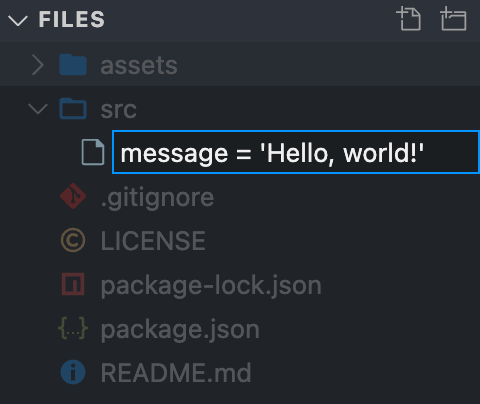 FILES
assets
src
message = 'Hello, world!'
.gitignore
LICENSE
package-lock.json
package.json
README.md